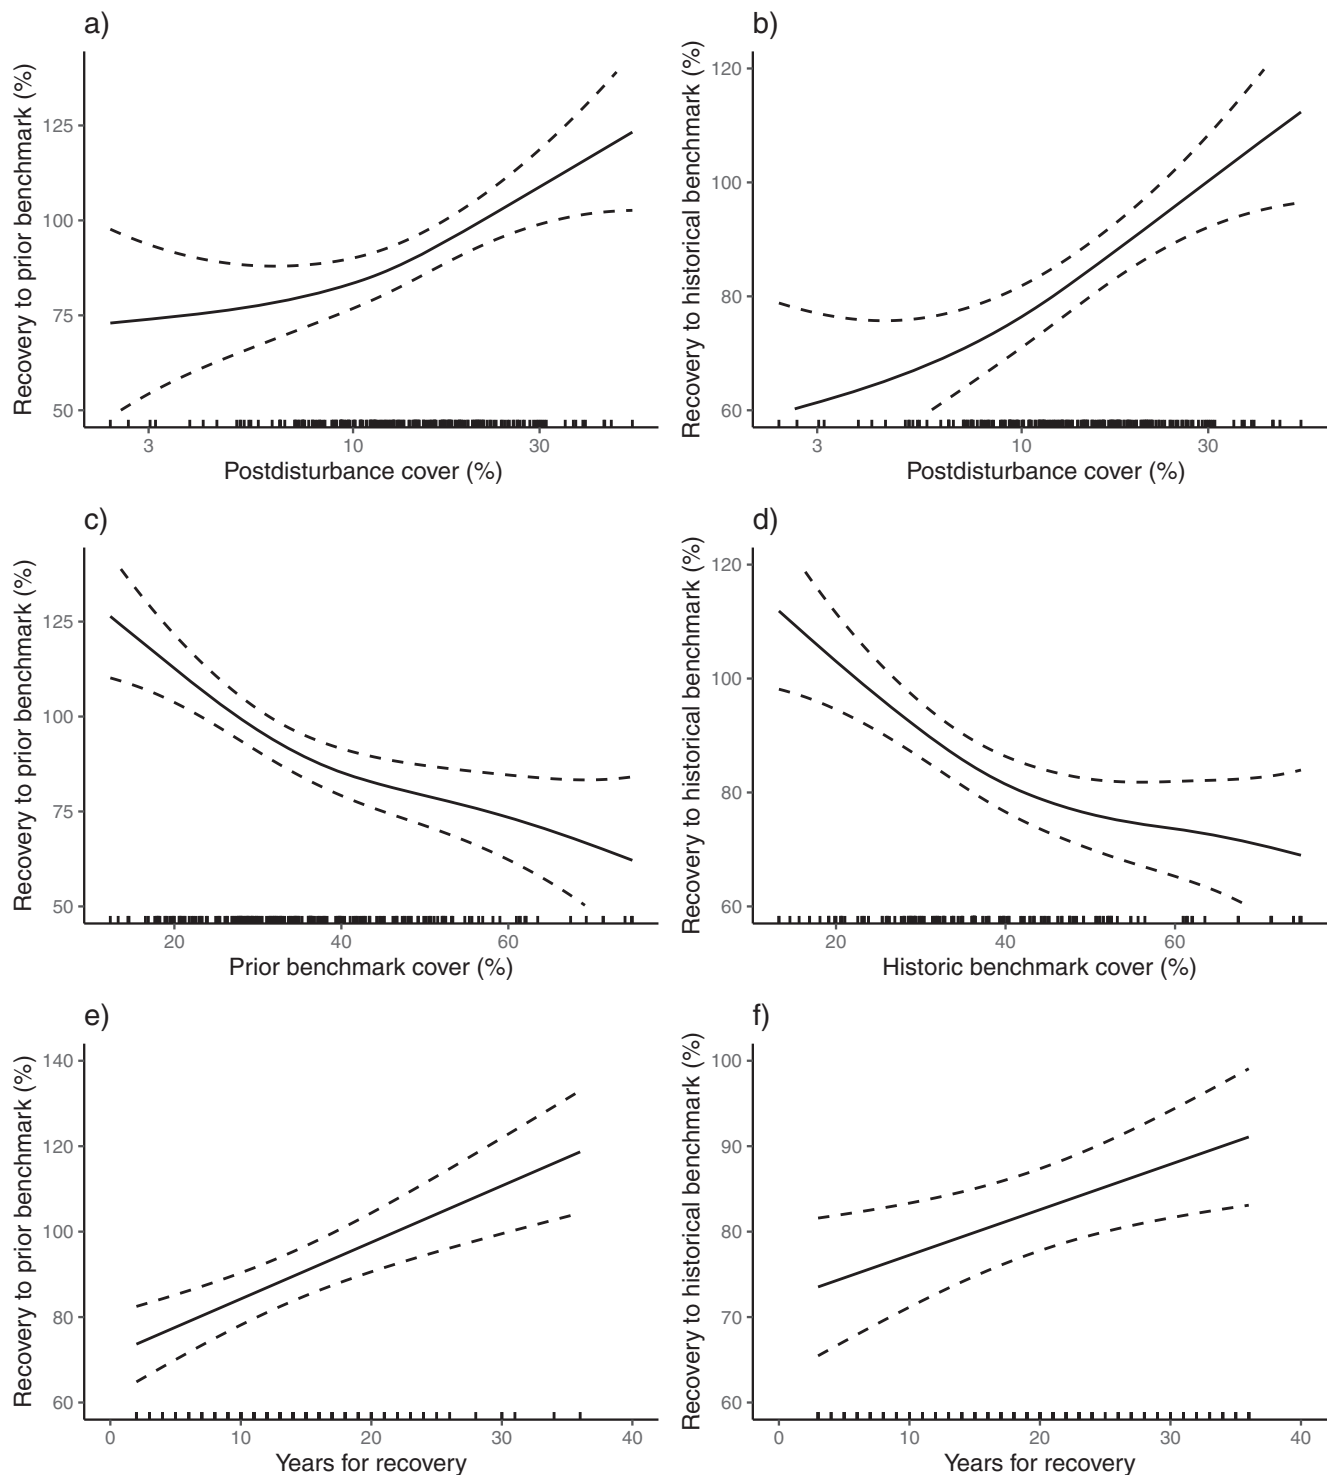 a)
Recovery to prior benchmark (%)
125
100
75
50
3 10 30
Postdisturbance cover (%)
b)
Recovery to historical benchmark (%)
120
100
80
60
3 10 30
Postdisturbance cover (%)
c)
Recovery to prior benchmark (%)
125
100
75
50
20 40 60
Prior benchmark cover (%)
d)
Recovery to historical benchmark (%)
120
100
80
60
20 40 60
Historic benchmark cover (%)
e)
Recovery to prior benchmark (%)
140
120
100
80
60
0 10 20 30 40
Years for recovery
f)
Recovery to historical benchmark (%)
100
90
80
70
60
0 10 20 30 40
Years for recovery